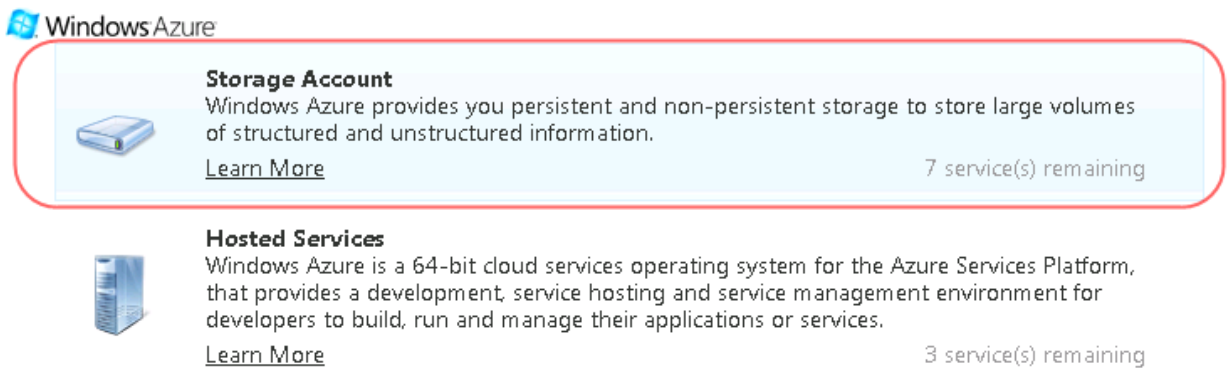 Windows Azure
Storage Account
Windows Azure provides you persistent and non-persistent storage to store large volumes
of structured and unstructured information.
Learn More
7 service(s) remaining
Hosted Services
Windows Azure is a 64-bit cloud services operating system for the Azure Services Platform,
that provides a development, service hosting and service management environment for
developers to build, run and manage their applications or services.
Learn More
3 service(s) remaining